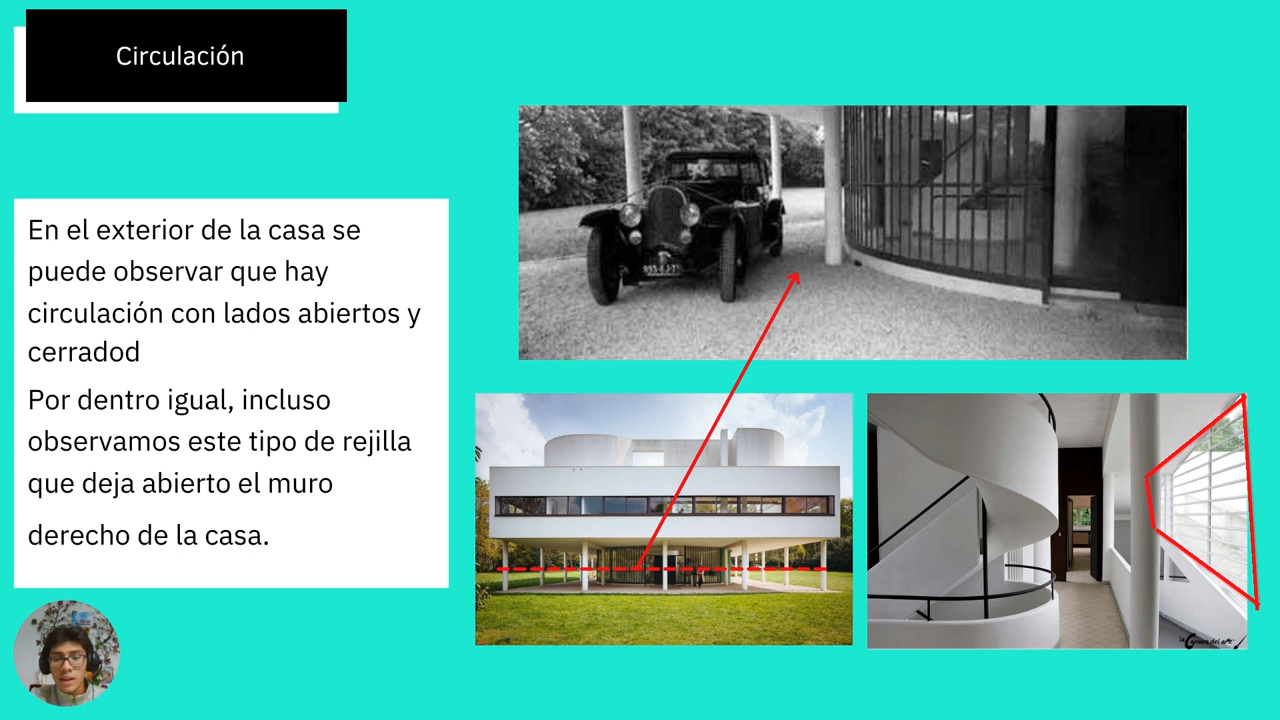 Circulación
En el exterior de la casa se
puede observar que hay
circulación con lados abiertos y
cerradod
Por dentro igual, incluso
observamos este tipo de rejilla
que deja abierto el muro
derecho de la casa.